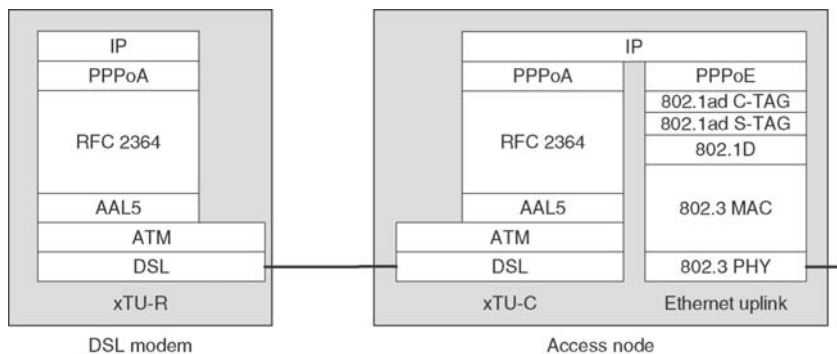 IP
PPPoA
RFC 2364
AAL5
ATM
DSL
xTU-R
DSL modem
IP
PPPoA
RFC 2364
AAL5
ATM
DSL
xTU-C
PPPoE
802.1ad C-TAG
802.1ad S-TAG
802.1D
802.3 MAC
802.3 PHY
Ethernet uplink
Access node